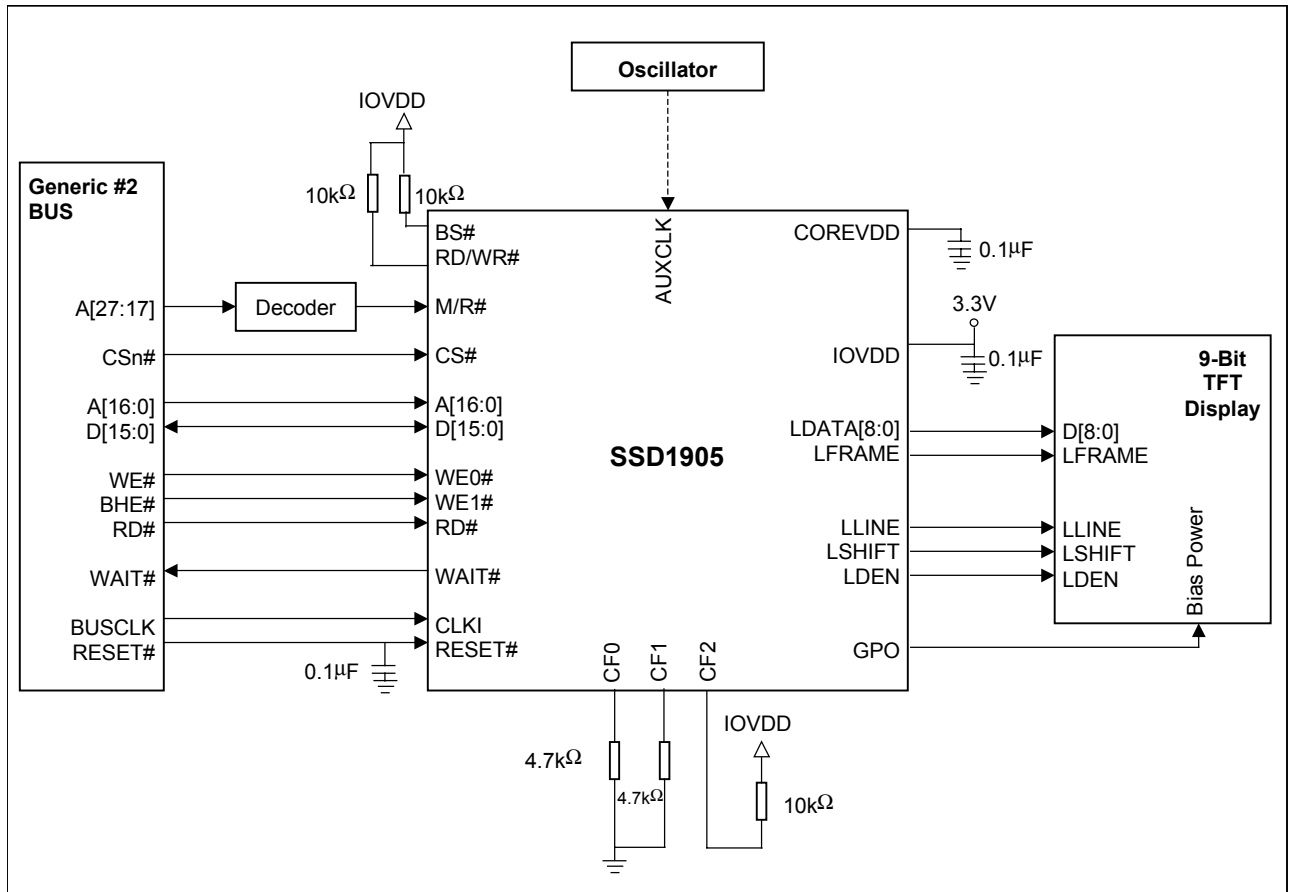 Oscillator
IOVDD
10kΩ
10kΩ
Generic #2
BUS
A[27:17]
CSn#
A[16:0]
D[15:0]
WE#
BHE#
RD#
WAIT#
BUSCLK
RESET#
Decoder
0.1µF
BS#
RD/WR#
M/R#
CS#
A[16:0]
D[15:0]
WE0#
WE1#
RD#
WAIT#
CLKI
RESET#
AUXCLK
SSD1905
COREVDD
IOVDD
LDATA[8:0]
LFRAME
LLINE
LSHIFT
LDEN
GPO
CF0
CF1
CF2
0.1µF
3.3V
0.1µF
9-Bit
TFT
Display
D[8:0]
LFRAME
LLINE
LSHIFT
LDEN
Bias Power
4.7kΩ
4.7kΩ
IOVDD
10kΩ